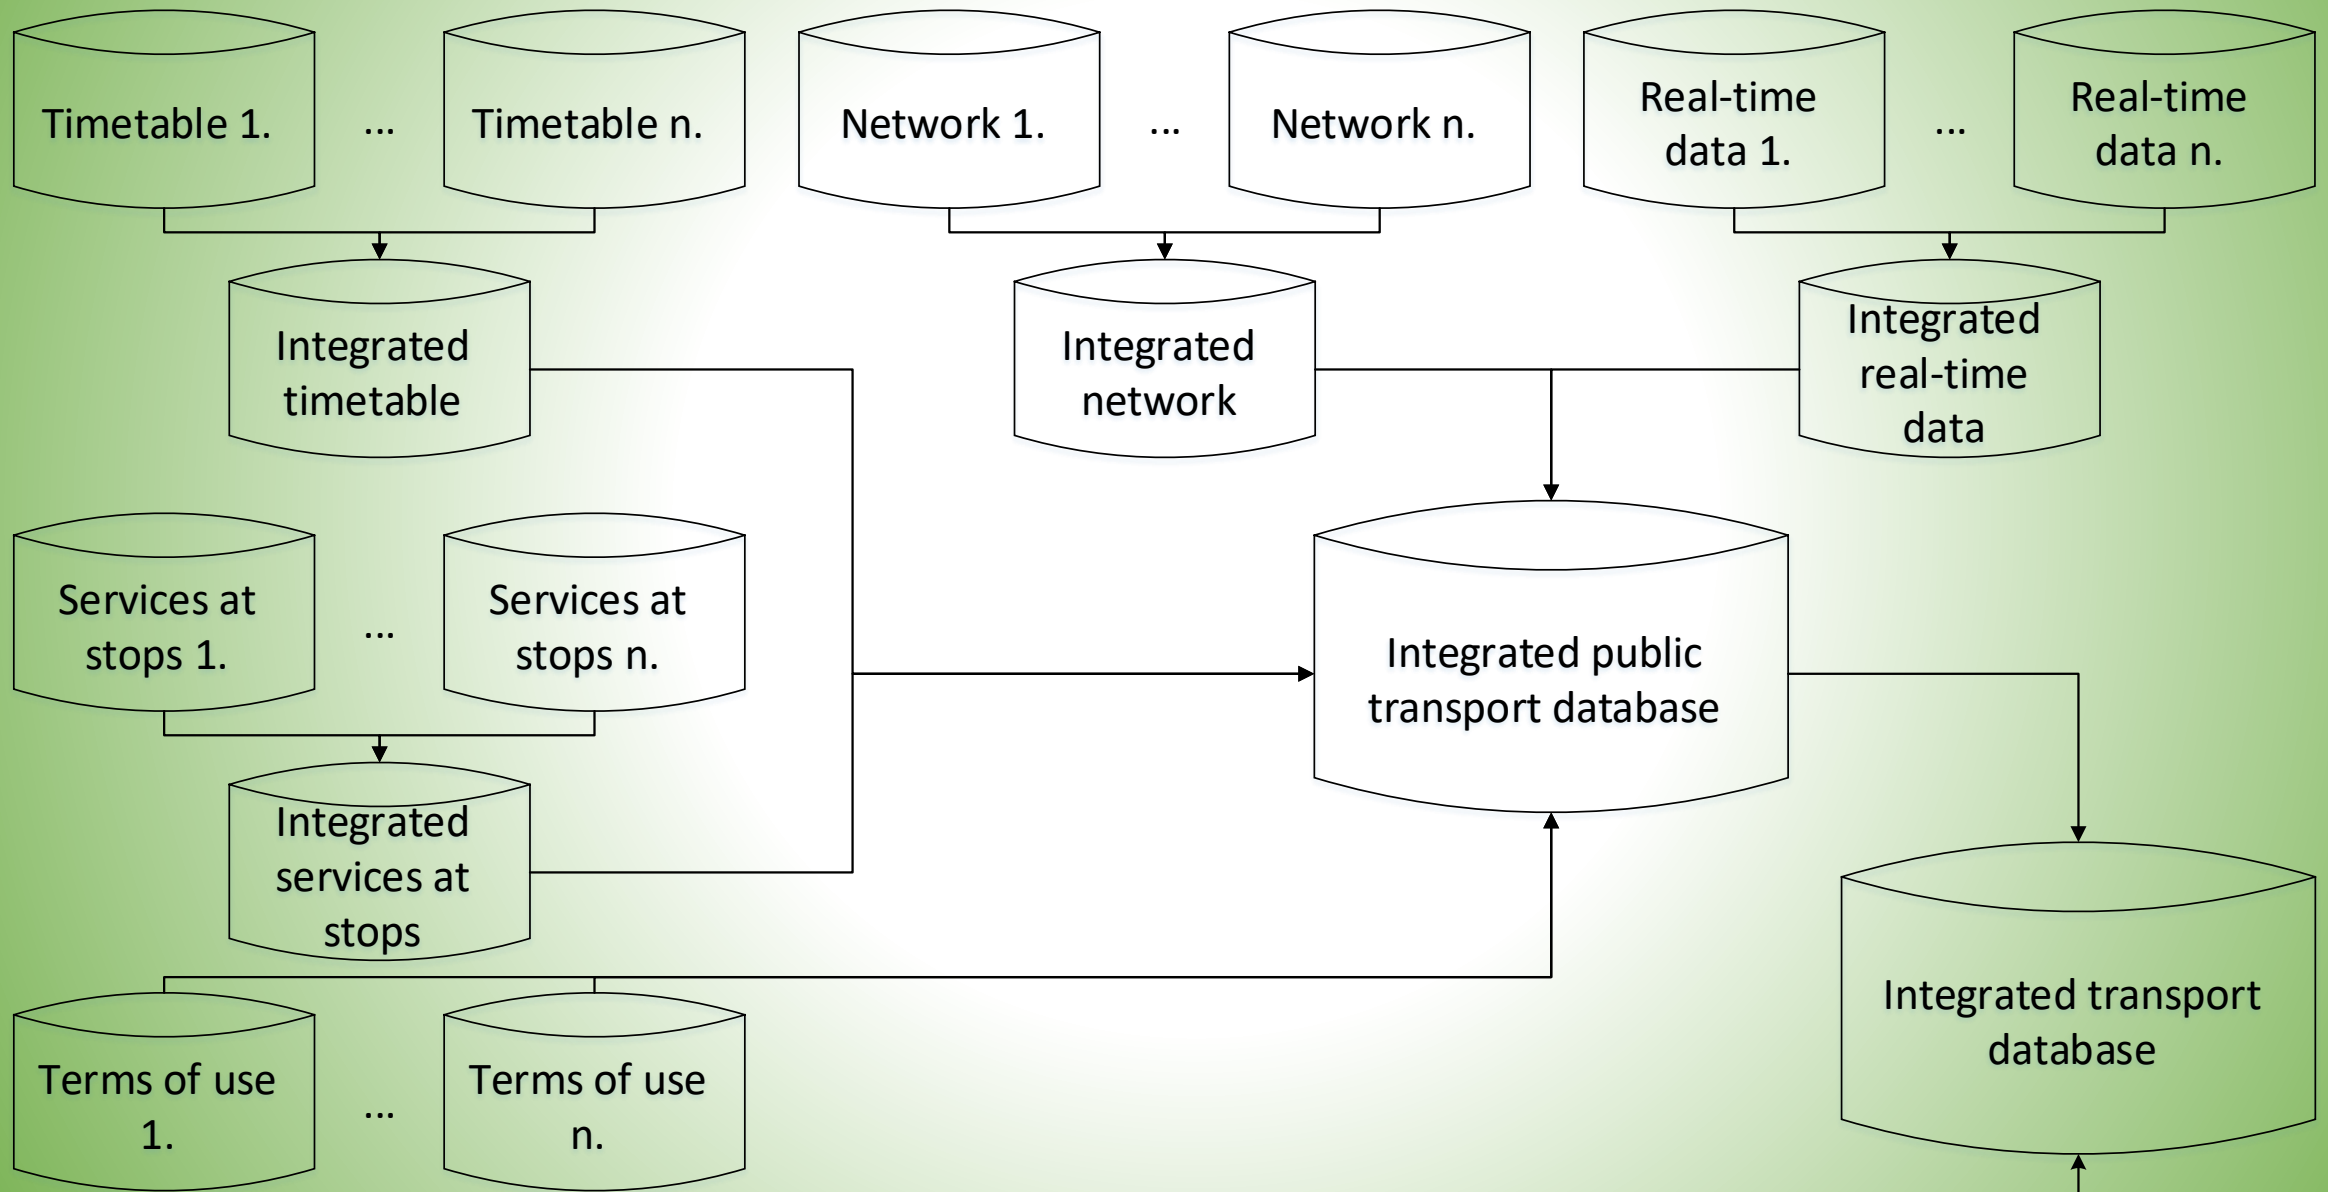 Timetable 1.
...
Timetable n.
Network 1.
...
Network n.
Real-time
data 1.
...
Real-time
data n.
Integrated
timetable
Integrated
network
Integrated
real-time
data
Services at
stops 1.
...
Services at
stops n.
Integrated public
transport database
Integrated
services at
stops
Integrated transport
database
Terms of use
1.
...
Terms of use
n.